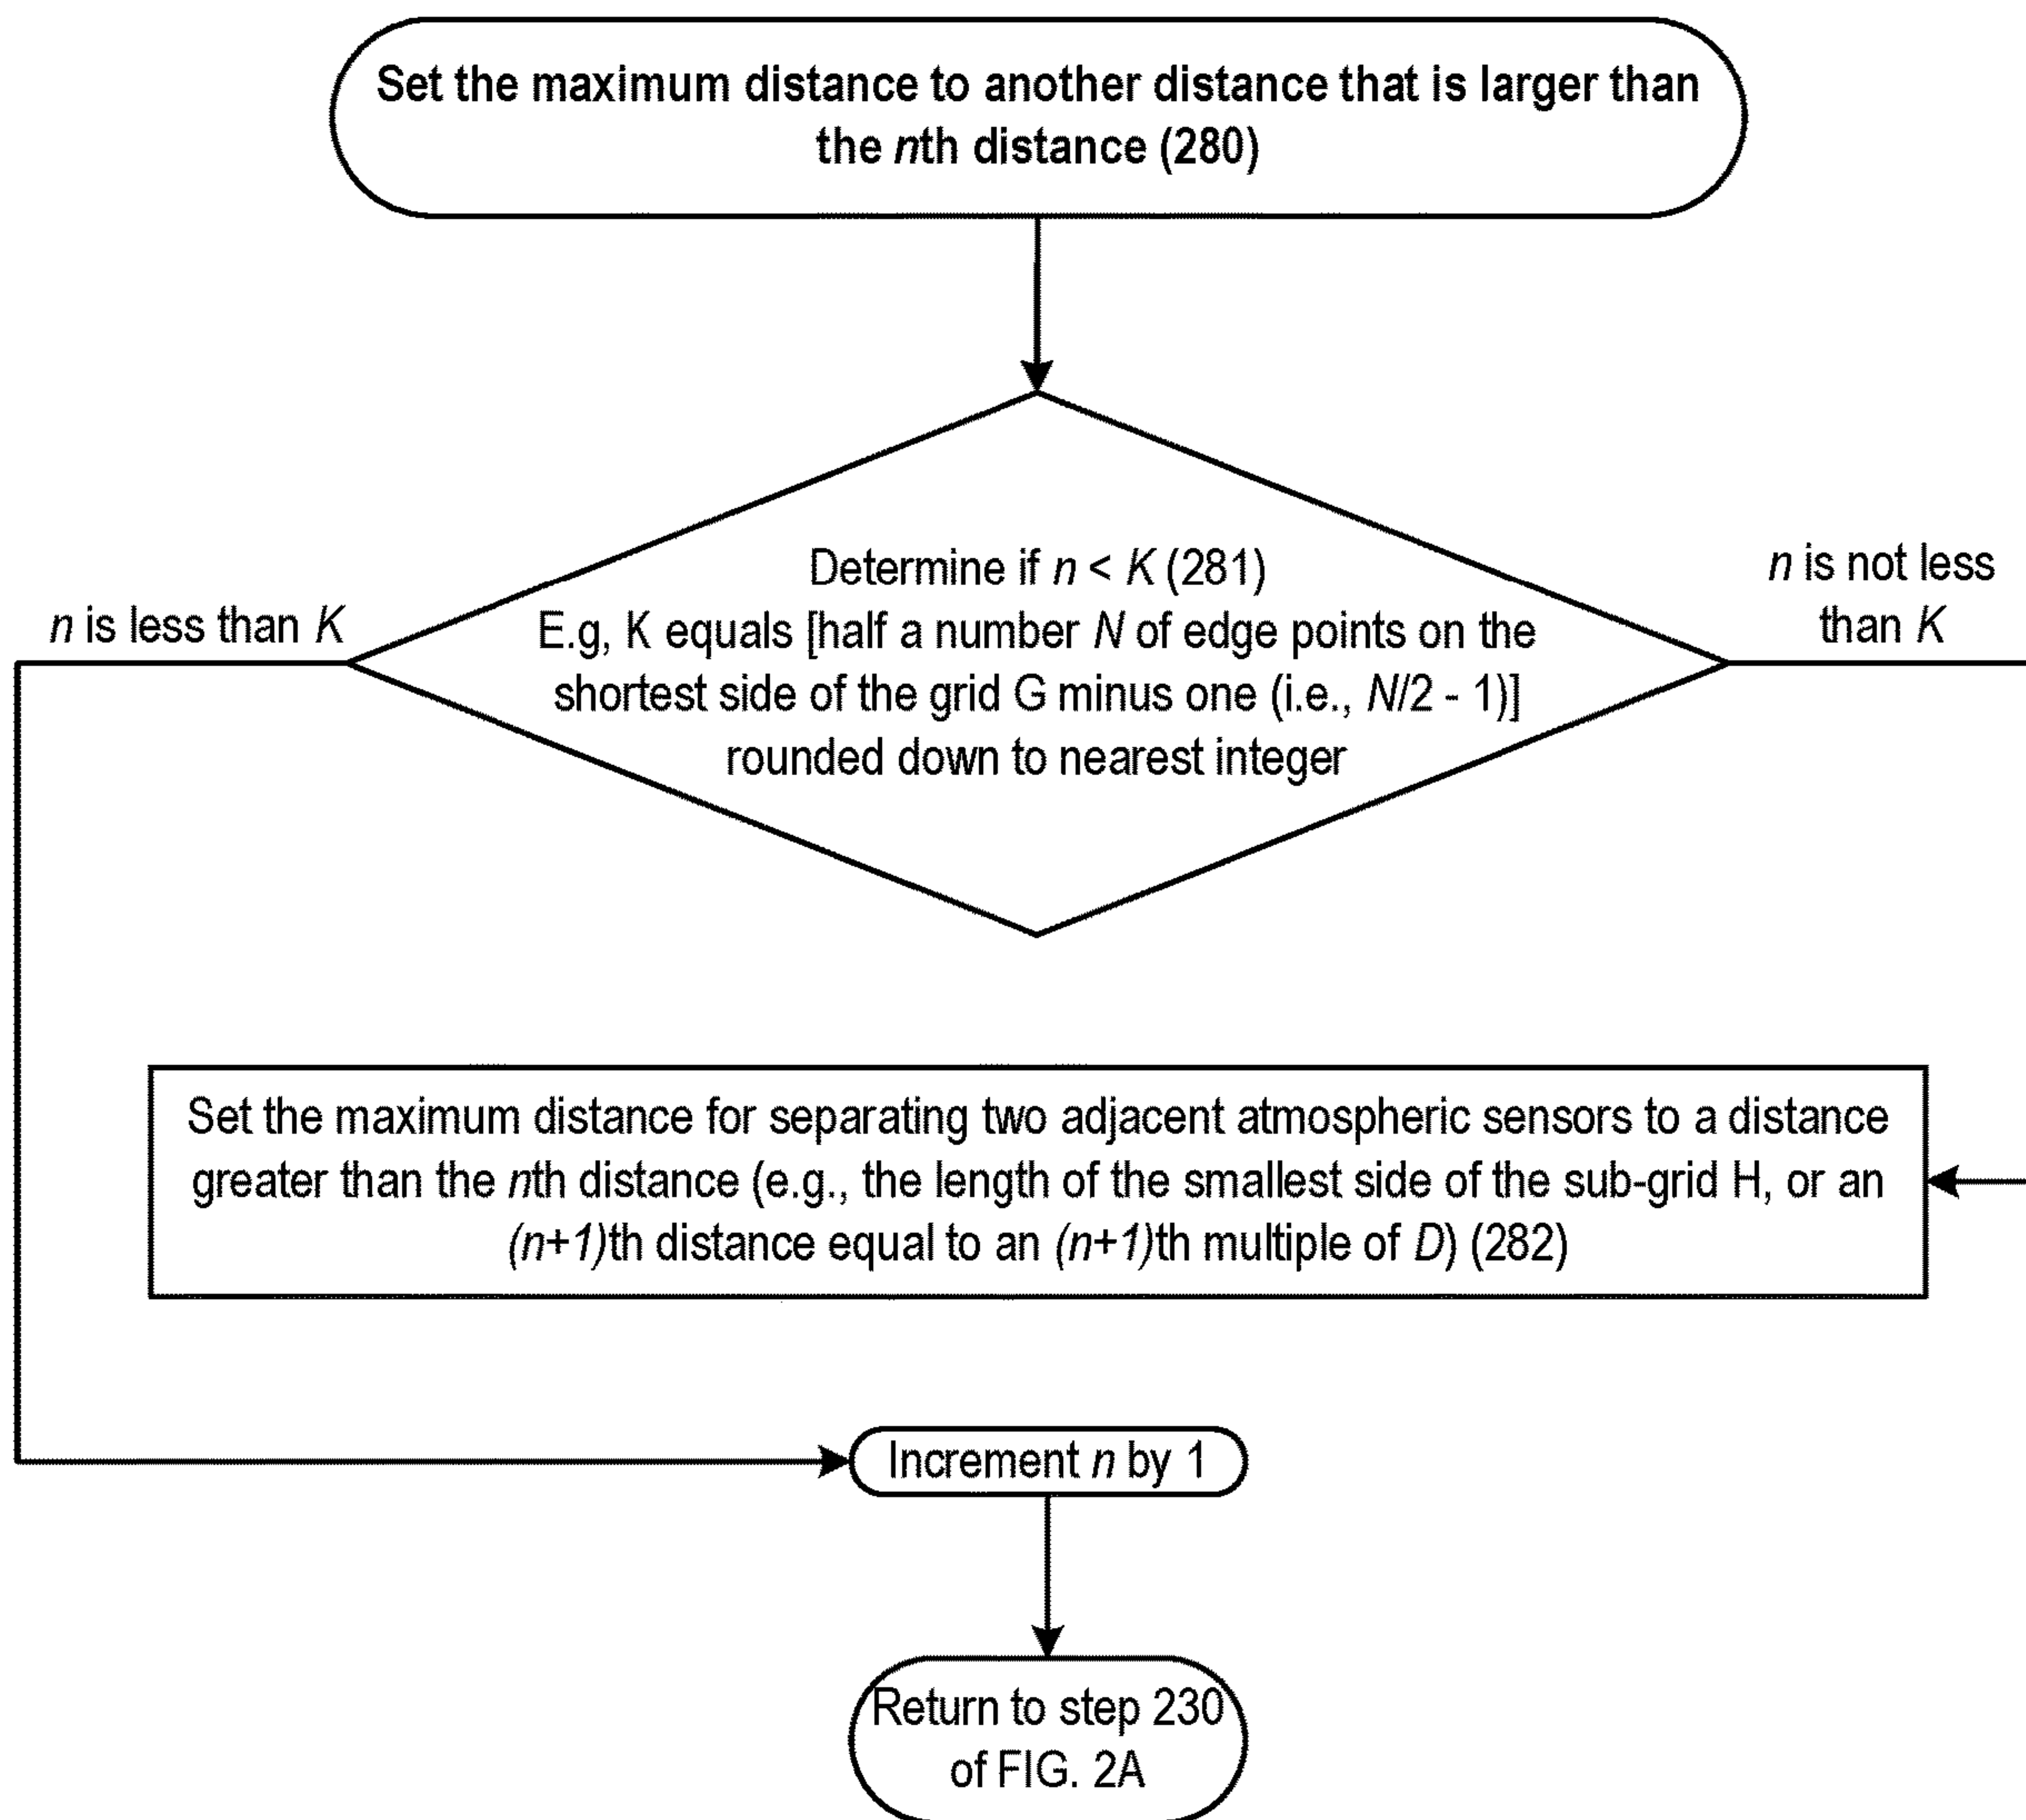 Set the maximum distance to another distance that is larger than
the nth distance (280)
Determine if n < K (281)
E.g, K equals [half a number N of edge points on the
shortest side of the grid G minus one (i.e., N/2 - 1)]
rounded down to nearest integer
n is less than K
n is not less
than K
Set the maximum distance for separating two adjacent atmospheric sensors to a distance
greater than the nth distance (e.g., the length of the smallest side of the sub-grid H, or an
(n+1)th distance equal to an (n+1)th multiple of D) (282)
Increment n by 1
Return to step 230
of FIG. 2A